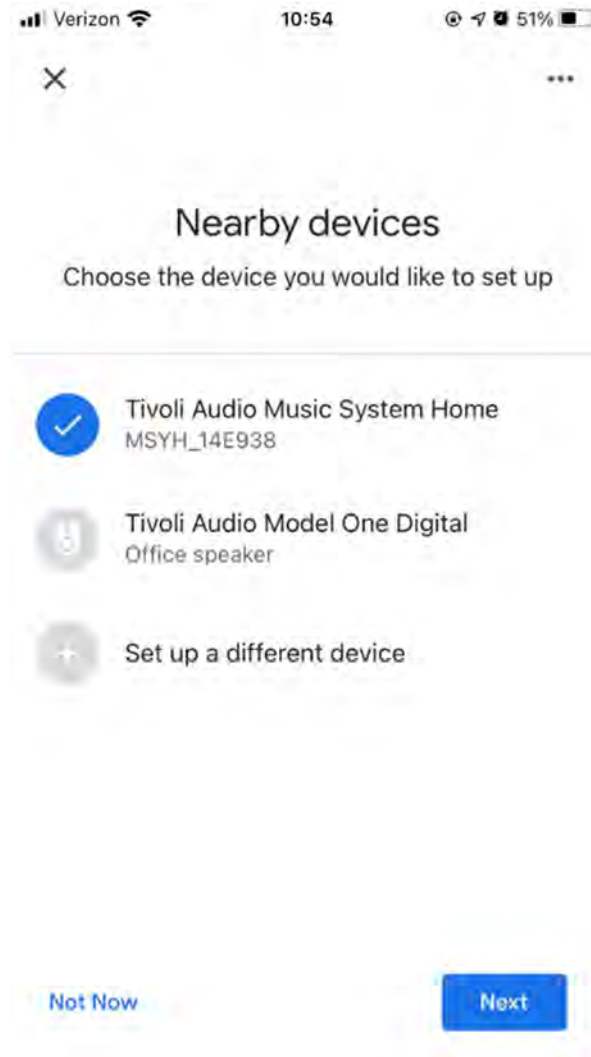 Verizon 10:54 51%
Nearby devices
Choose the device you would like to set up
Tivoli Audio Music System Home
MSYH_14E938
Tivoli Audio Model One Digital
Office speaker
Set up a different device
Not Now Next